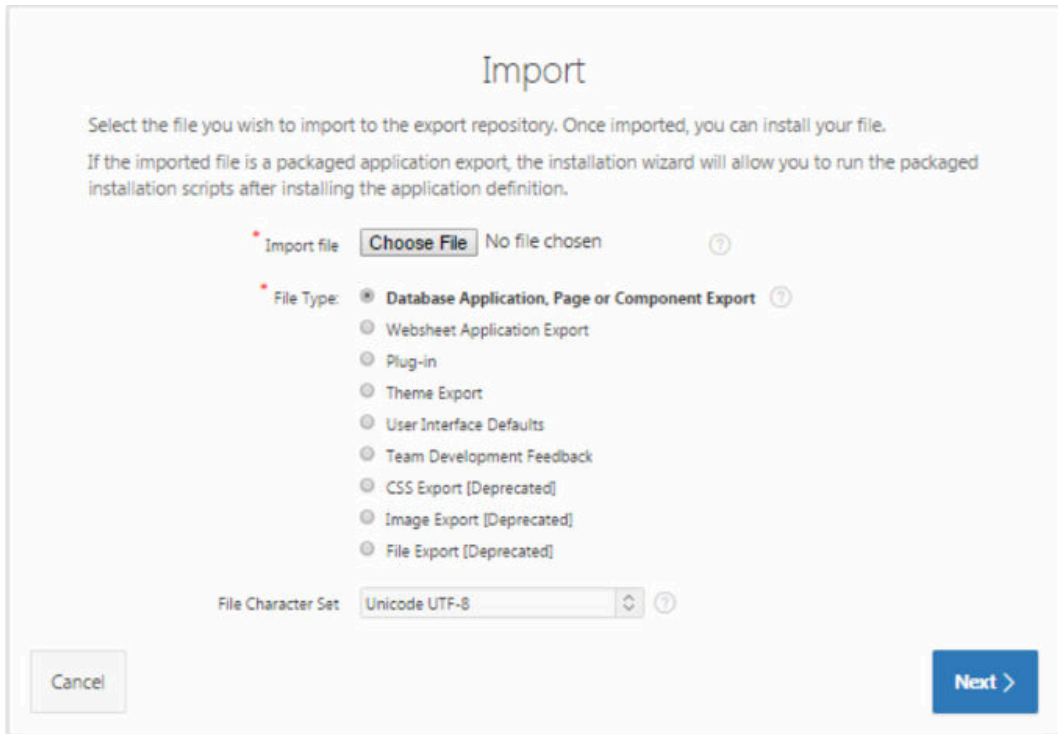 Import
Select the file you wish to import to the export repository. Once imported, you can install your file.
If the imported file is a packaged application export, the installation wizard will allow you to run the packaged
installation scripts after installing the application definition.
* Import file Choose File No file chosen ?
* File Type: Database Application, Page or Component Export ?
Websheet Application Export
Plug-in
Theme Export
User Interface Defaults
Team Development Feedback
CSS Export [Deprecated]
Image Export [Deprecated]
File Export [Deprecated]
File Character Set Unicode UTF-8 ?
Cancel Next >